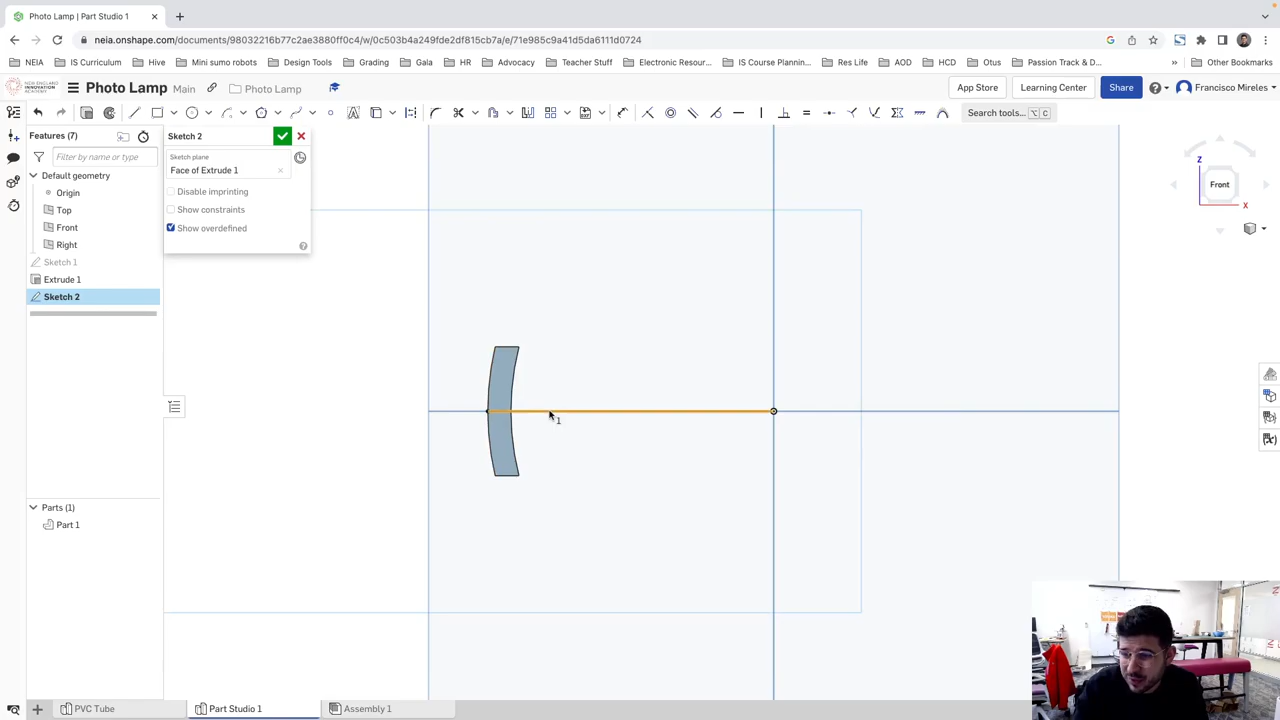 Photo Lamp | Part Studio 1
neia.onshape.com/documents/98032216b77c2ae3880ff0c4/w/0c503b4a249fde2df815cb7a/e/71e985c9a41d5da6111d0724
NEIA
IS Curriculum
Hive
Mini sumo robots
Design Tools
Grading
Gaia
HR
Advocacy
Teacher Stuff
Electronic Resour...
IS Course Plannin...
Res Life
AOD
HCD
Otus
Passion Track & D...
»
Other Bookmarks
Photo Lamp
Main
Photo Lamp
App Store
Learning Center
Share
Francisco Mireles
Search tools...
⌥ C
Features (7)
Filter by name or type
Default geometry
Origin
Top
Front
Right
Sketch 1
Extrude 1
Sketch 2
Sketch 2
Sketch plane
Face of Extrude 1
Disable imprinting
Show constraints
Show overdefined
Z
Front
X
1
Parts (1)
Part 1
PVC Tube
Part Studio 1
Assembly 1